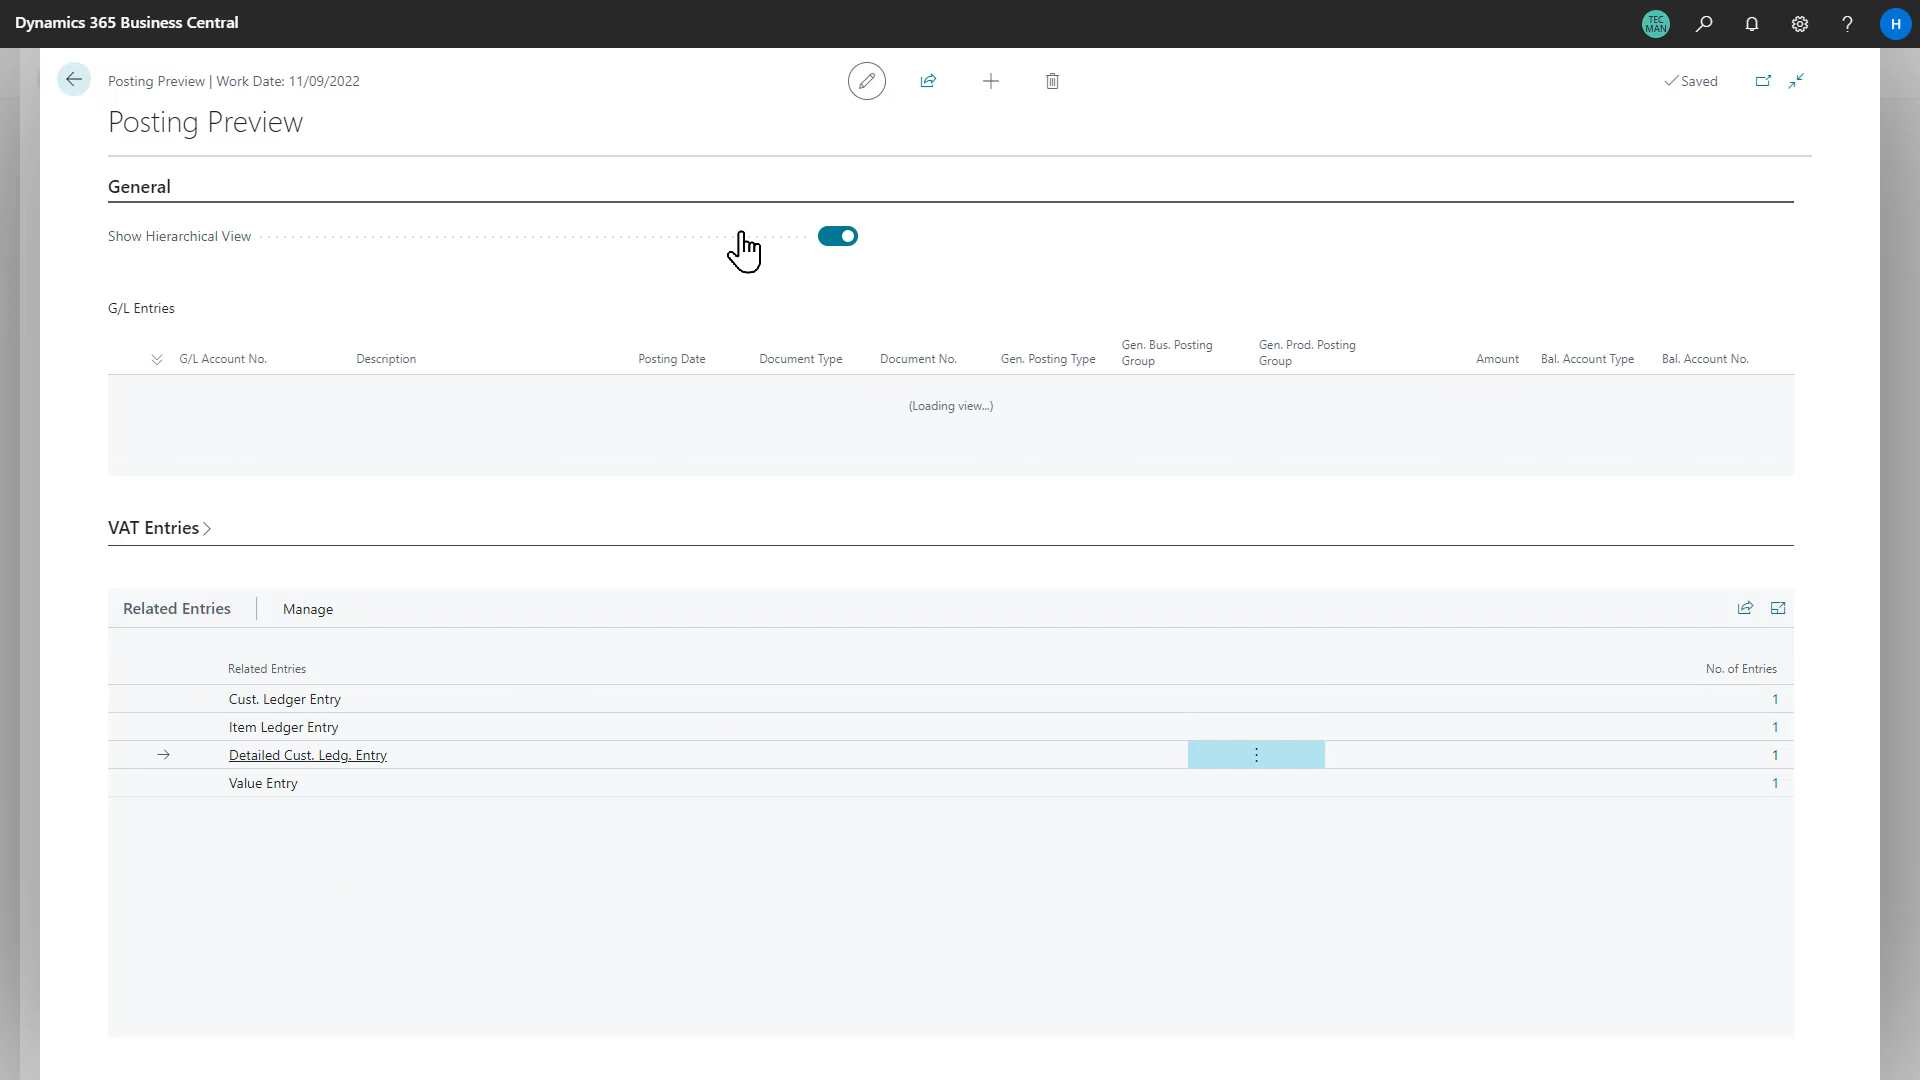 Dynamics 365 Business Central
TEC
MAN
?
H
Posting Preview | Work Date: 11/09/2022
Saved
Posting Preview
General
Show Hierarchical View
G/L Entries
G/L Account No. Description Posting Date Document Type Document No. Gen. Posting Type Gen. Bus. Posting Group Gen. Prod. Posting Group Amount Bal. Account Type Bal. Account No.
(Loading view...)
VAT Entries
Related Entries Manage
Related Entries No. of Entries
Cust. Ledger Entry 1
Item Ledger Entry 1
Detailed Cust. Ledg. Entry 1
Value Entry 1